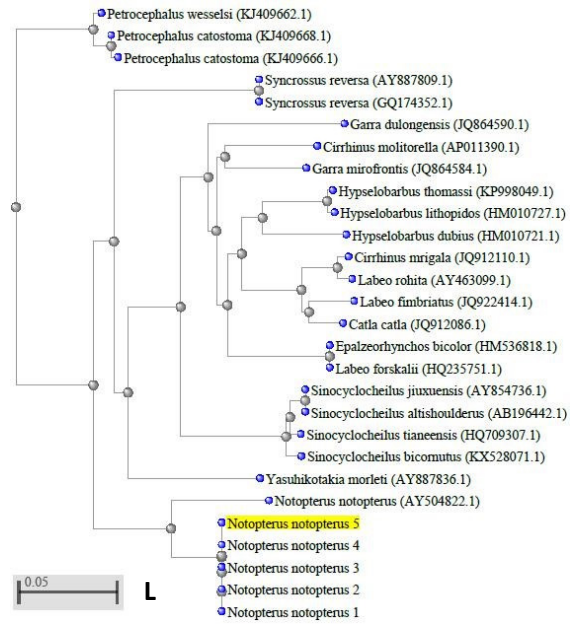 Petrocephalus wesselsi (KJ409662.1)
Petrocephalus catostoma (KJ409668.1)
Petrocephalus catostoma (KJ409666.1)
Syncrossus reversa (AY887809.1)
Syncrossus reversa (GQ174352.1)
Garra dulongensis (JQ864590.1)
Cirrhinus molitorella (AP011390.1)
Garra mirofrontis (JQ864584.1)
Hypselobarbus thomassi (KP998049.1)
Hypselobarbus lithopidos (HM010727.1)
Hypselobarbus dubius (HM010721.1)
Cirrhinus mrigala (JQ912110.1)
Labeo rohita (AY463099.1)
Labeo fimbriatus (JQ922414.1)
Catla catla (JQ912086.1)
Epalzeorhynchos bicolor (HM536818.1)
Labeo forskalii (HQ235751.1)
Sinocyclocheilus jiuxuensis (AY854736.1)
Sinocyclocheilus altishoulderus (AB196442.1)
Sinocyclocheilus tianeensis (HQ709307.1)
Sinocyclocheilus bicornutus (KX528071.1)
Yasuhikotakia morleti (AY887836.1)
Notopterus notopterus (AY504822.1)
Notopterus notopterus 5
Notopterus notopterus 4
Notopterus notopterus 3
Notopterus notopterus 2
Notopterus notopterus 1
0.05
L